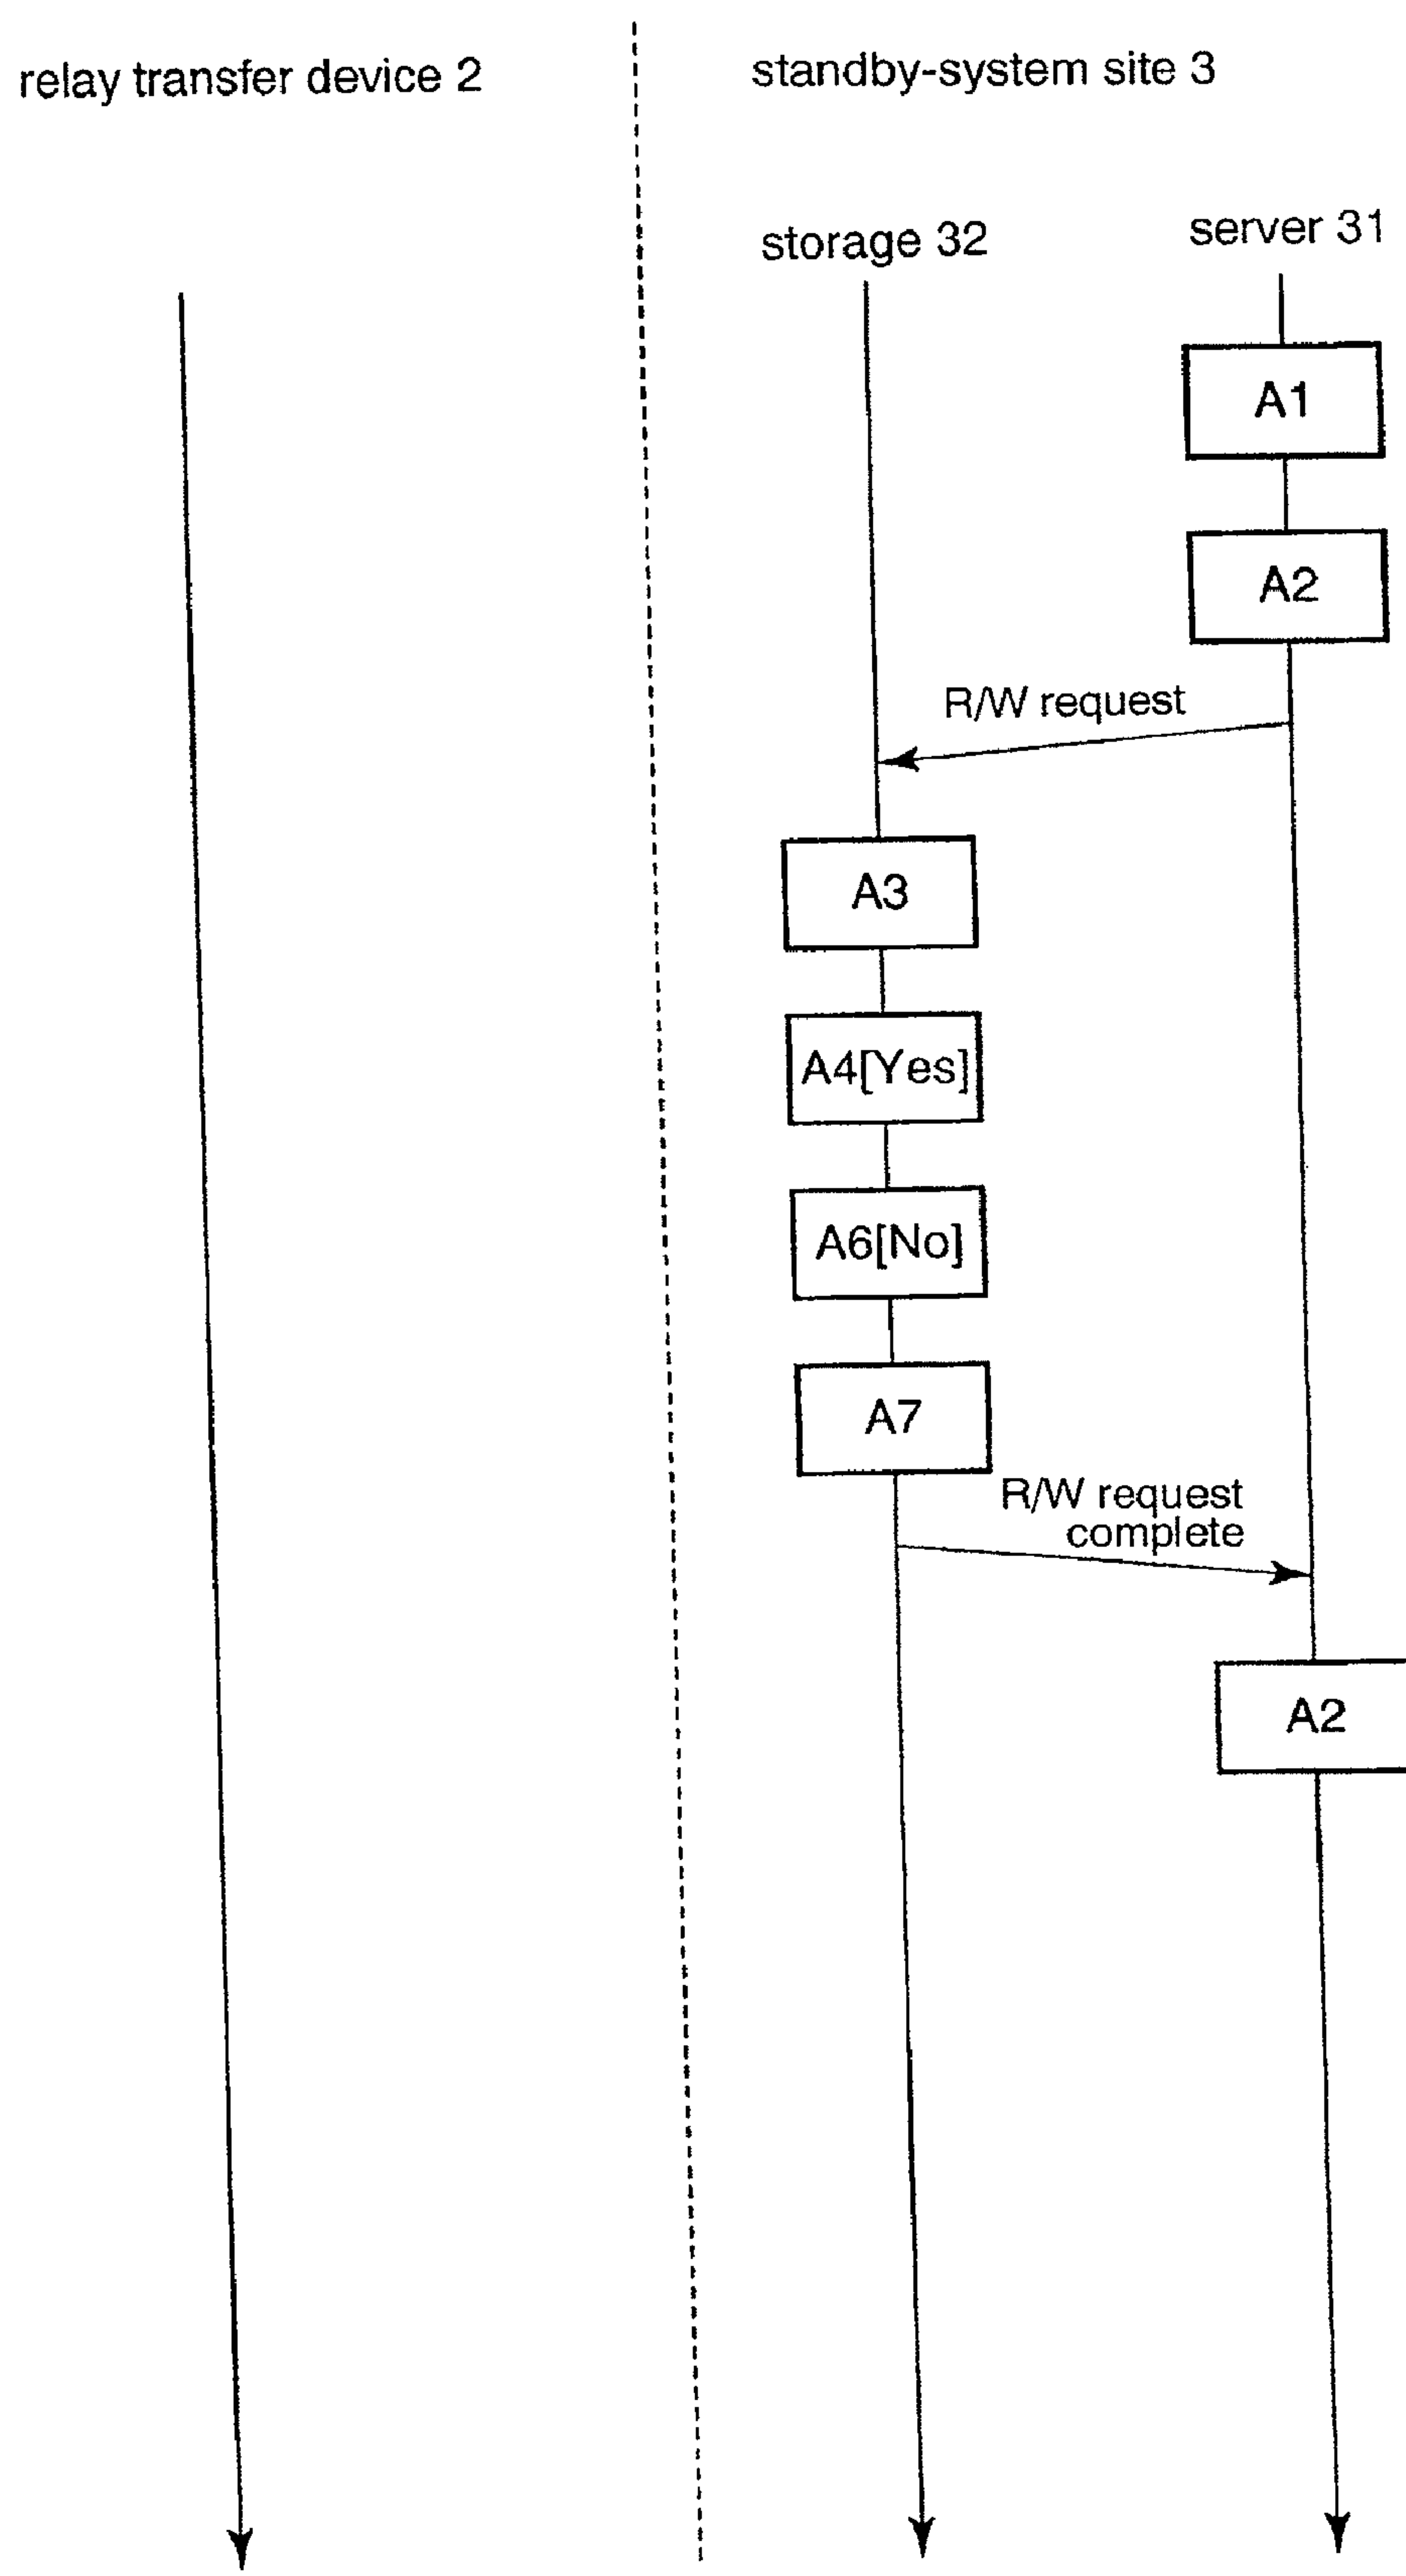 relay transfer device 2
standby-system site 3
storage 32
server 31
A1
A2
R/W request
A3
A4[Yes]
A6[No]
A7
R/W request
complete
A2